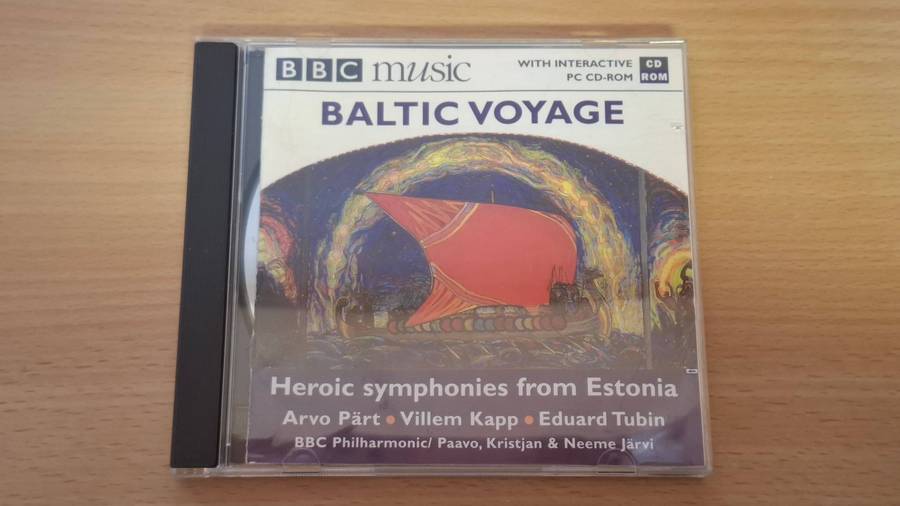 BBC music
WITH INTERACTIVE
PC CD-ROM
CD
ROM
BALTIC VOYAGE
Heroic symphonies from Estonia
Arvo Pärt • Villem Kapp • Eduard Tubin
BBC Philharmonic/ Paavo, Kristjan & Neeme Järvi